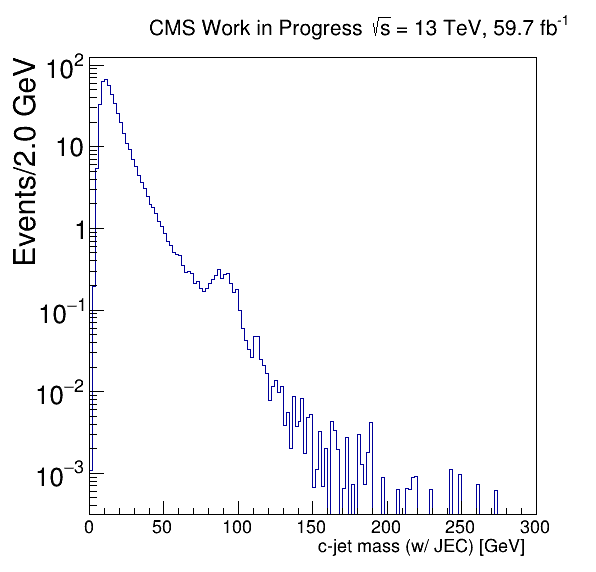 CMS Work in Progress √s = 13 TeV, 59.7 fb⁻¹
Events/2.0 GeV
10²
10
1
10⁻¹
10⁻²
10⁻³
0 50 100 150 200 250 300
c-jet mass (w/ JEC) [GeV]